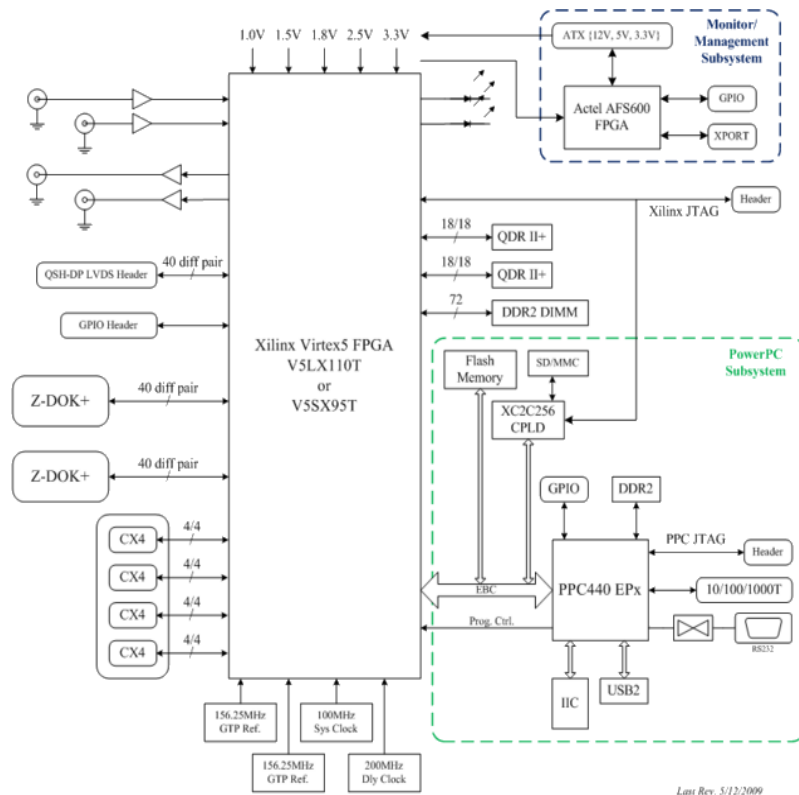 1.0V 1.5V 1.8V 2.5V 3.3V
ATX {12V, 5V, 3.3V}
Monitor/
Management
Subsystem
Actel AFS600
FPGA
GPIO
XPORT
Xilinx JTAG
Header
18/18
QDR II+
18/18
QDR II+
72
DDR2 DIMM
40 diff pair
QSH-DP LVDS Header
GPIO Header
Xilinx Virtex5 FPGA
V5LX110T
or
V5SX95T
40 diff pair
Z-DOK+
40 diff pair
Z-DOK+
CX4
4/4
CX4
4/4
CX4
4/4
CX4
4/4
PowerPC
Subsystem
Flash
Memory
SD/MMC
XC2C256
CPLD
GPIO
DDR2
PPC JTAG
Header
EBC
PPC440 EPx
10/100/1000T
Prog. Ctrl.
RS232
IIC
USB2
156.25MHz
GTP Ref.
100MHz
Sys Clock
156.25MHz
GTP Ref.
200MHz
Dly Clock
Last Rev. 5/12/2009